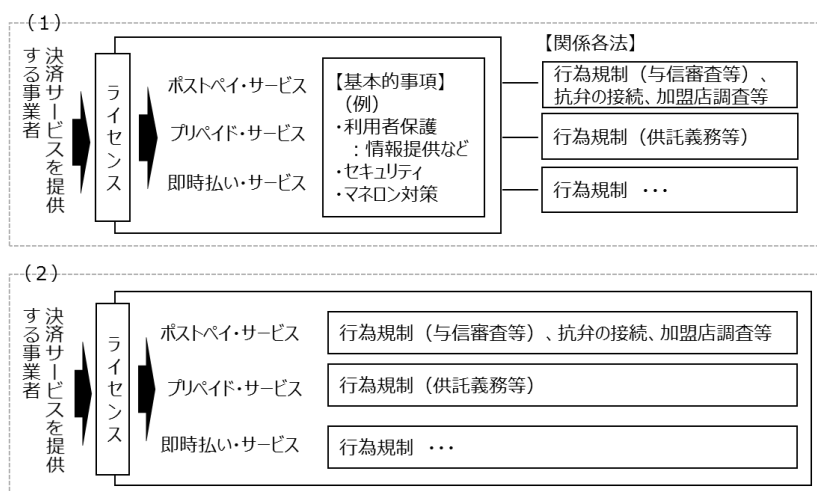 （１）
決済サービスを提供
する事業者
ライセンス
ポストペイ・サービス
プリペイド・サービス
即時払い・サービス
【基本的事項】
（例）
・利用者保護
：情報提供など
・セキュリティ
・マネロン対策
【関係各法】
行為規制（与信審査等）、
抗弁の接続、加盟店調査等
行為規制（供託義務等）
行為規制 ・・・
（２）
決済サービスを提供
する事業者
ライセンス
ポストペイ・サービス
行為規制（与信審査等）、抗弁の接続、加盟店調査等
プリペイド・サービス
行為規制（供託義務等）
即時払い・サービス
行為規制 ・・・